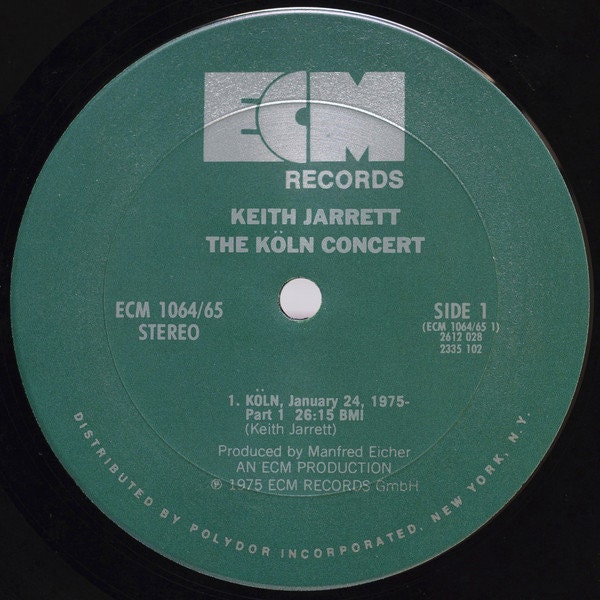 ECM
RECORDS
KEITH JARRETT
THE KÖLN CONCERT
ECM 1064/65
STEREO
SIDE 1
(ECM 1064/65 1)
2612 028
2335 102
1. KÖLN, January 24, 1975-
Part 1 26:15 BMI
(Keith Jarrett)
Produced by Manfred Eicher
AN ECM PRODUCTION
℗ 1975 ECM RECORDS GmbH
DISTRIBUTED BY POLYDOR INCORPORATED, NEW YORK, N.Y.